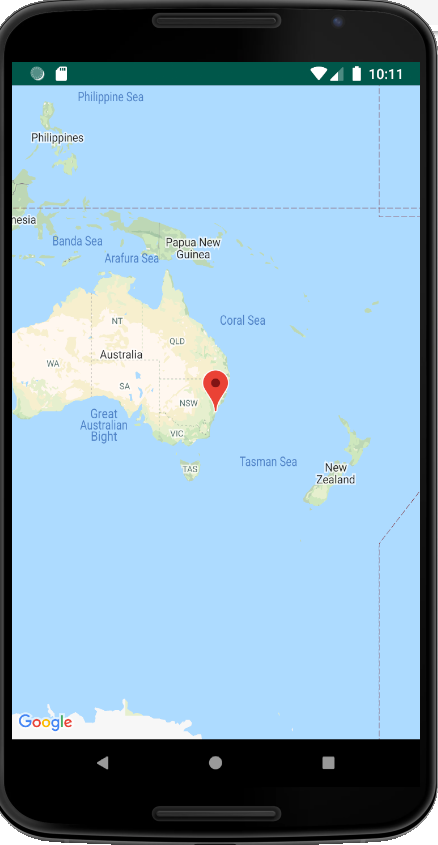 10:11
Philippine Sea
Philippines
nesia
Banda Sea
Papua New
Guinea
Arafura Sea
Coral Sea
NT
QLD
Australia
WA
SA
NSW
Great
Australian
Bight
VIC
Tasman Sea
TAS
New
Zealand
Google